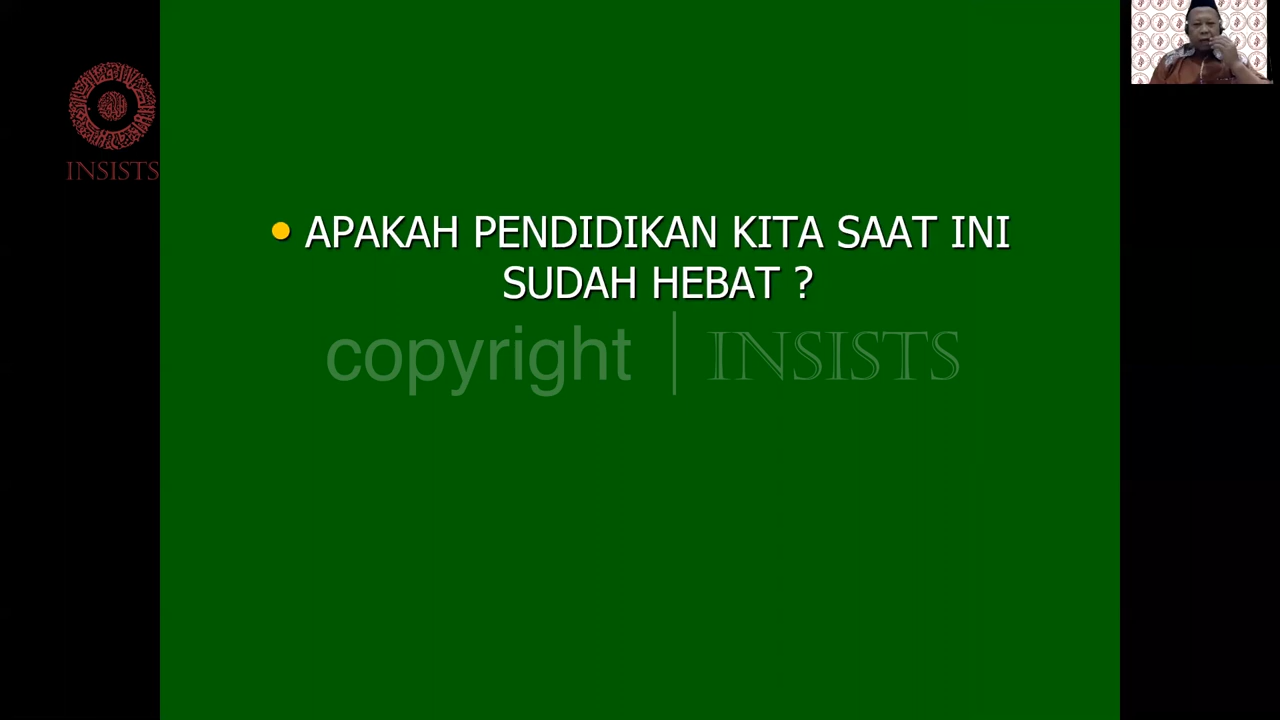 INSISTS
• APAKAH PENDIDIKAN KITA SAAT INI
SUDAH HEBAT ?
copyright | INSISTS